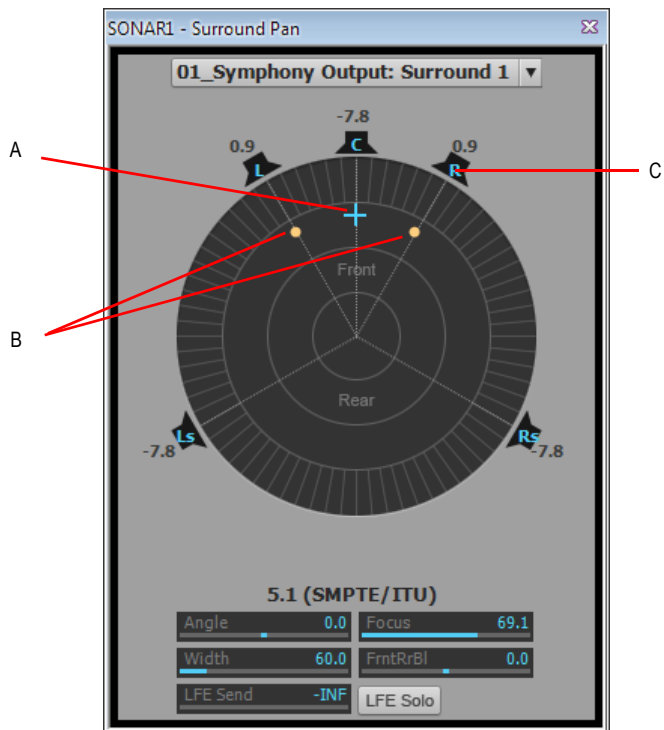 SONAR1 - Surround Pan
01_Symphony Output: Surround 1
-7.8
A
0.9
L
C
0.9
R
C
Front
B
Rear
Ls
-7.8
Rs
-7.8
5.1 (SMPTE/ITU)
Angle 0.0 Focus 69.1
Width 60.0 FrntRrBl 0.0
LFE Send -INF LFE Solo